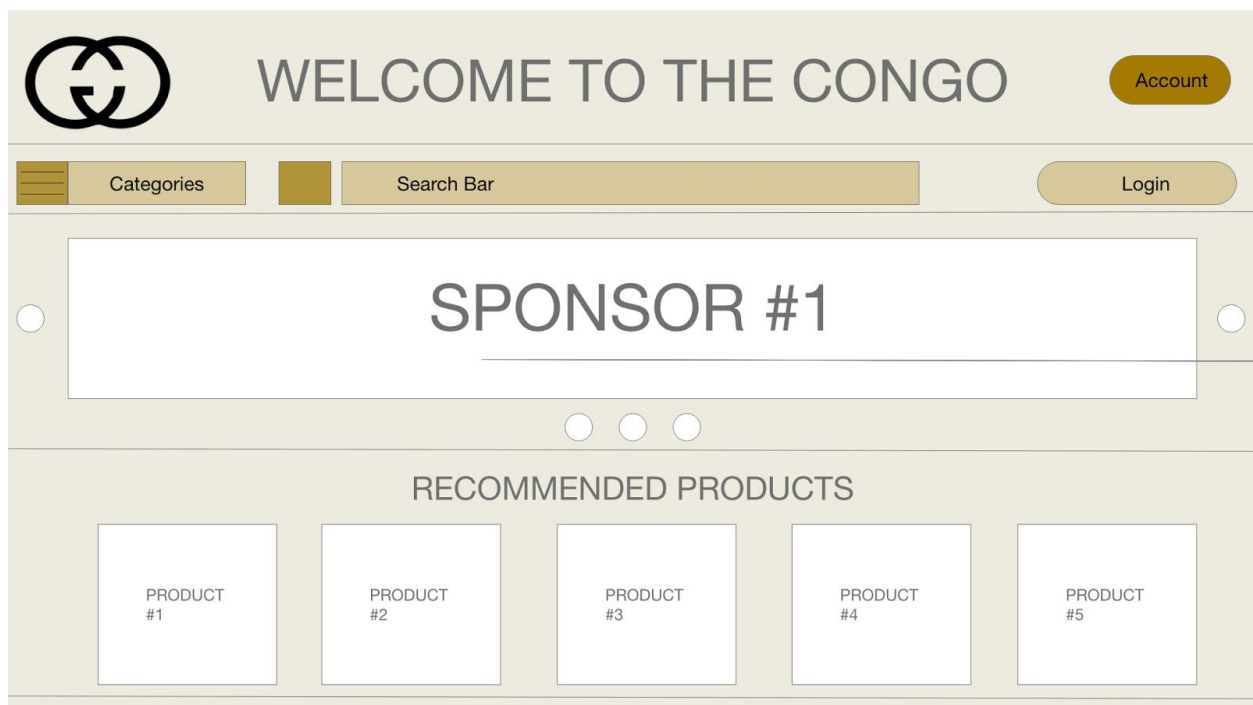 WELCOME TO THE CONGO
Account
Categories
Search Bar
Login
SPONSOR #1
RECOMMENDED PRODUCTS
PRODUCT
#1
PRODUCT
#2
PRODUCT
#3
PRODUCT
#4
PRODUCT
#5